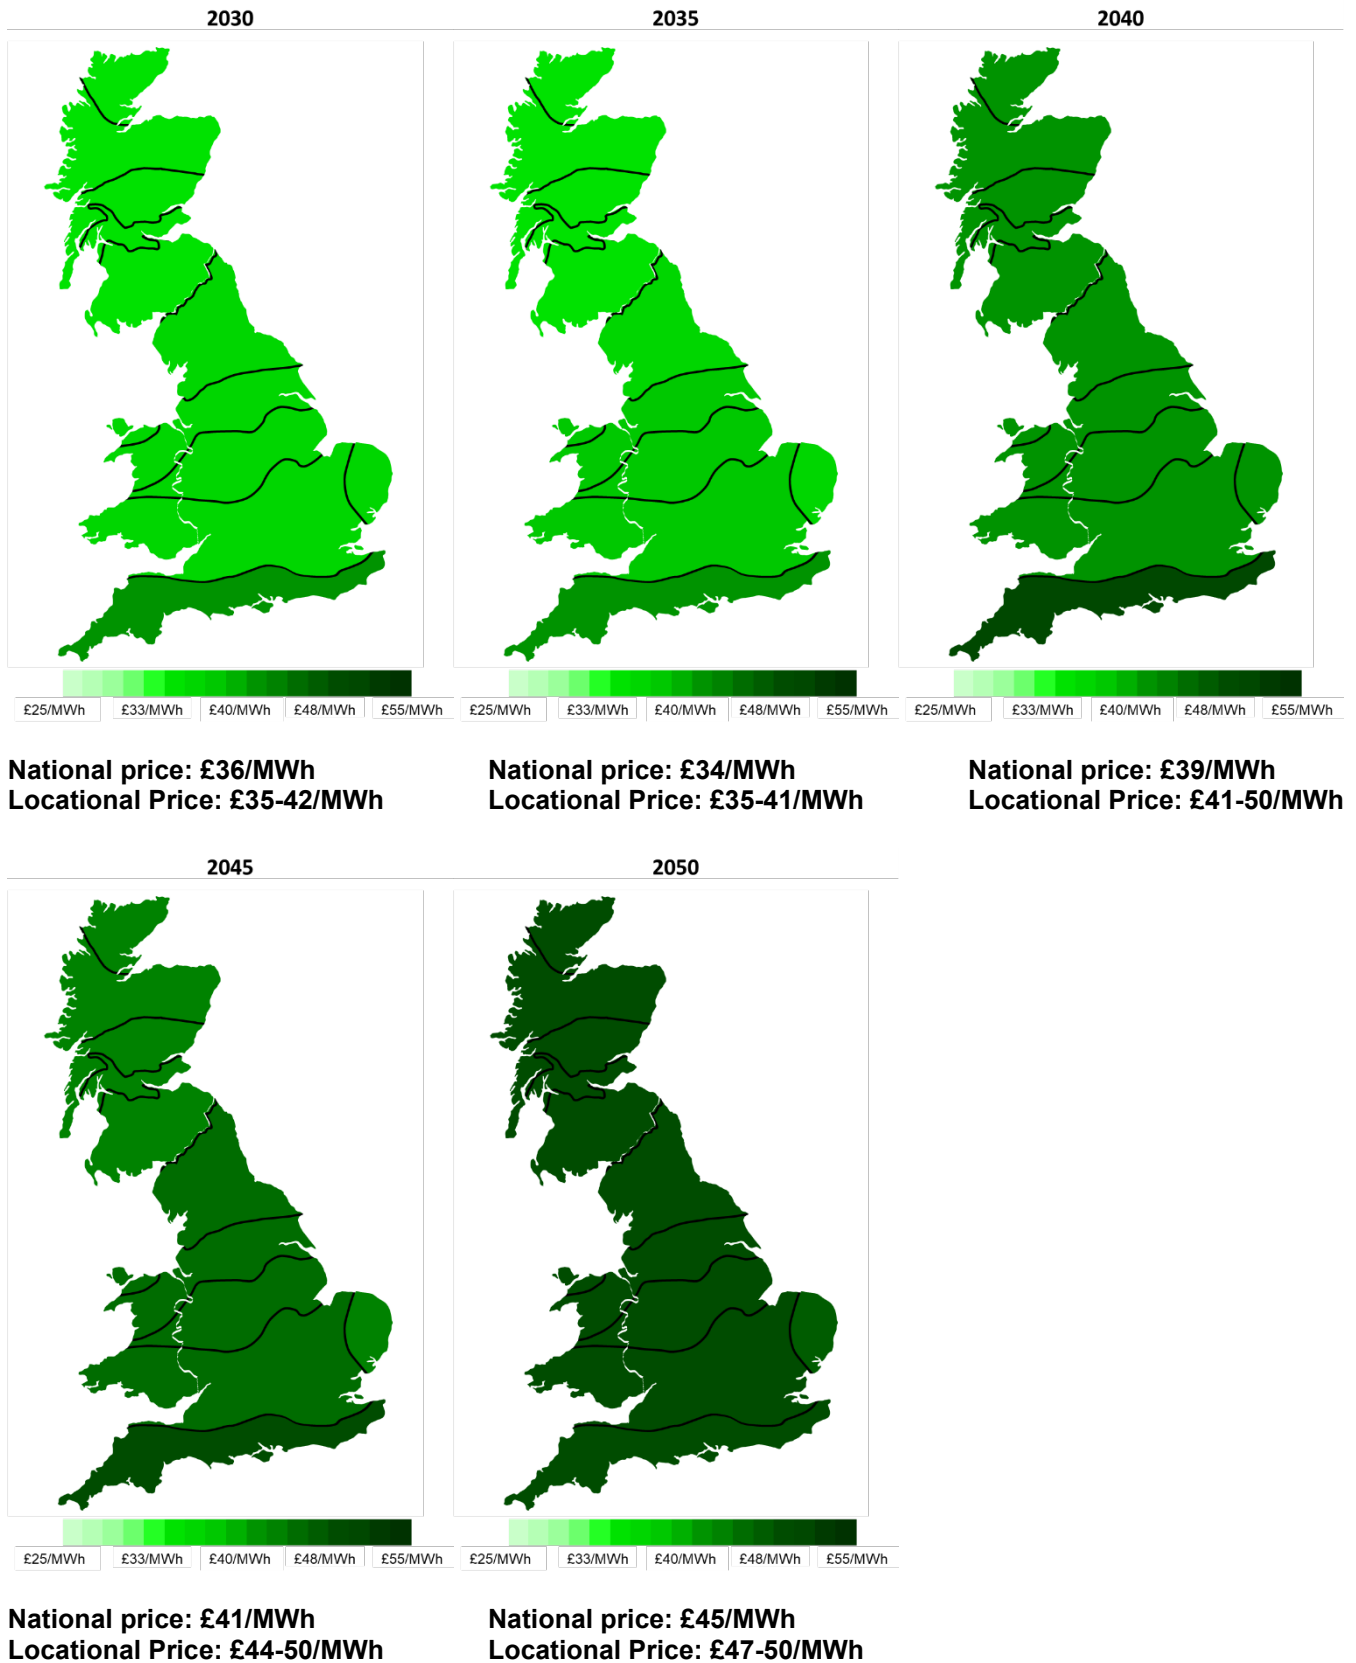 2030 2035 2040
£25/MWh £33/MWh £40/MWh £48/MWh £55/MWh £25/MWh £33/MWh £40/MWh £48/MWh £55/MWh £25/MWh £33/MWh £40/MWh £48/MWh £55/MWh
National price: £36/MWh National price: £34/MWh National price: £39/MWh
Locational Price: £35-42/MWh Locational Price: £35-41/MWh Locational Price: £41-50/MWh
2045 2050
£25/MWh £33/MWh £40/MWh £48/MWh £55/MWh £25/MWh £33/MWh £40/MWh £48/MWh £55/MWh
National price: £41/MWh National price: £45/MWh
Locational Price: £44-50/MWh Locational Price: £47-50/MWh